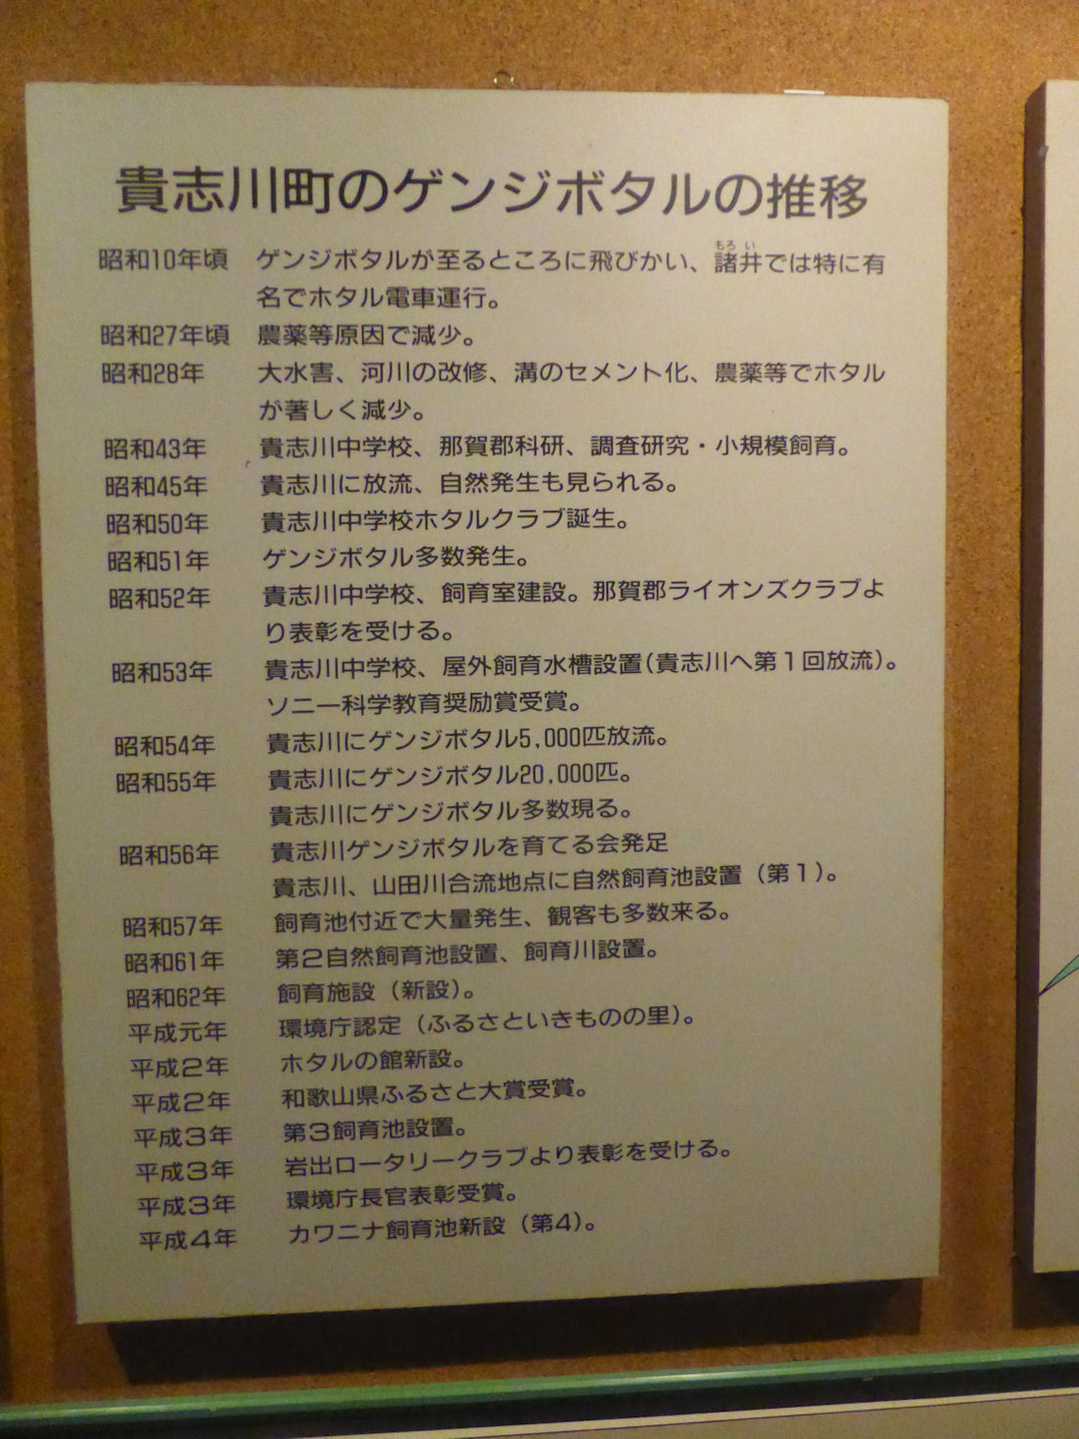 貴志川町のゲンジボタルの推移
昭和10年頃 ゲンジボタルが至るところに飛びかい、諸井では特に有
もろ い
名でホタル電車運行。
昭和27年頃 農薬等原因で減少。
昭和28年 大水害、河川の改修、溝のセメント化、農薬等でホタル
が著しく減少。
昭和43年 貴志川中学校、那賀郡科研、調査研究・小規模飼育。
昭和45年 貴志川に放流、自然発生も見られる。
昭和50年 貴志川中学校ホタルクラブ誕生。
昭和51年 ゲンジボタル多数発生。
昭和52年 貴志川中学校、飼育室建設。那賀郡ライオンズクラブよ
り表彰を受ける。
昭和53年 貴志川中学校、屋外飼育水槽設置(貴志川へ第1回放流)。
ソニー科学教育奨励賞受賞。
昭和54年 貴志川にゲンジボタル5,000匹放流。
昭和55年 貴志川にゲンジボタル20,000匹。
貴志川にゲンジボタル多数現る。
昭和56年 貴志川ゲンジボタルを育てる会発足
貴志川、山田川合流地点に自然飼育池設置（第1）。
昭和57年 飼育池付近で大量発生、観客も多数来る。
昭和61年 第2自然飼育池設置、飼育川設置。
昭和62年 飼育施設（新設）。
平成元年 環境庁認定（ふるさといきものの里）。
平成2年 ホタルの館新設。
平成2年 和歌山県ふるさと大賞受賞。
平成3年 第3飼育池設置。
平成3年 岩出ロータリークラブより表彰を受ける。
平成3年 環境庁長官表彰受賞。
平成4年 カワニナ飼育池新設（第4）。